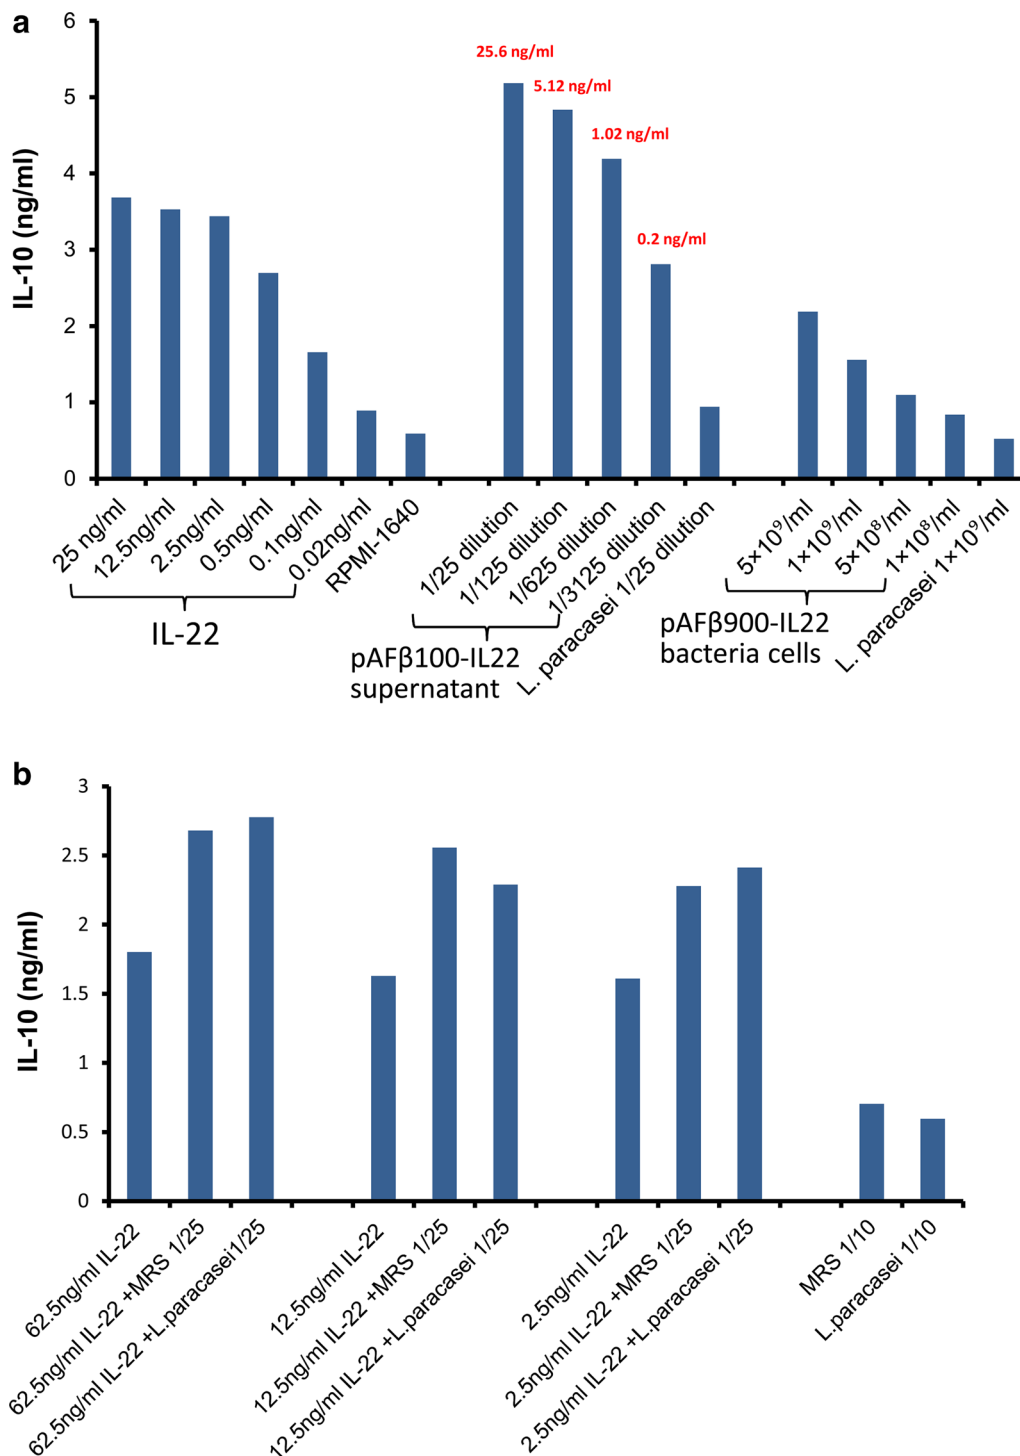 a
IL-10 (ng/ml)
6
5
4
3
2
1
0
25.6 ng/ml
5.12 ng/ml
1.02 ng/ml
0.2 ng/ml
25 ng/ml
12.5ng/ml
2.5ng/ml
0.5ng/ml
0.1ng/ml
0.02ng/ml
RPMI-1640
1/25 dilution
1/125 dilution
1/625 dilution
1/3125 dilution
L. paracasei 1/25 dilution
5×10⁹/ml
1×10⁹/ml
5×10⁸/ml
1×10⁸/ml
L. paracasei 1×10⁹/ml
IL-22
pAFβ100-IL22
supernatant
pAFβ900-IL22
bacteria cells
b
IL-10 (ng/ml)
3
2.5
2
1.5
1
0.5
0
62.5ng/ml IL-22
62.5ng/ml IL-22 +MRS 1/25
62.5ng/ml IL-22 +L.paracasei1/25
12.5ng/ml IL-22
12.5ng/ml IL-22 +MRS 1/25
12.5ng/ml IL-22 +L.paracasei 1/25
2.5ng/ml IL-22
2.5ng/ml IL-22 +MRS 1/25
2.5ng/ml IL-22 +L.paracasei 1/25
MRS 1/10
L.paracasei 1/10